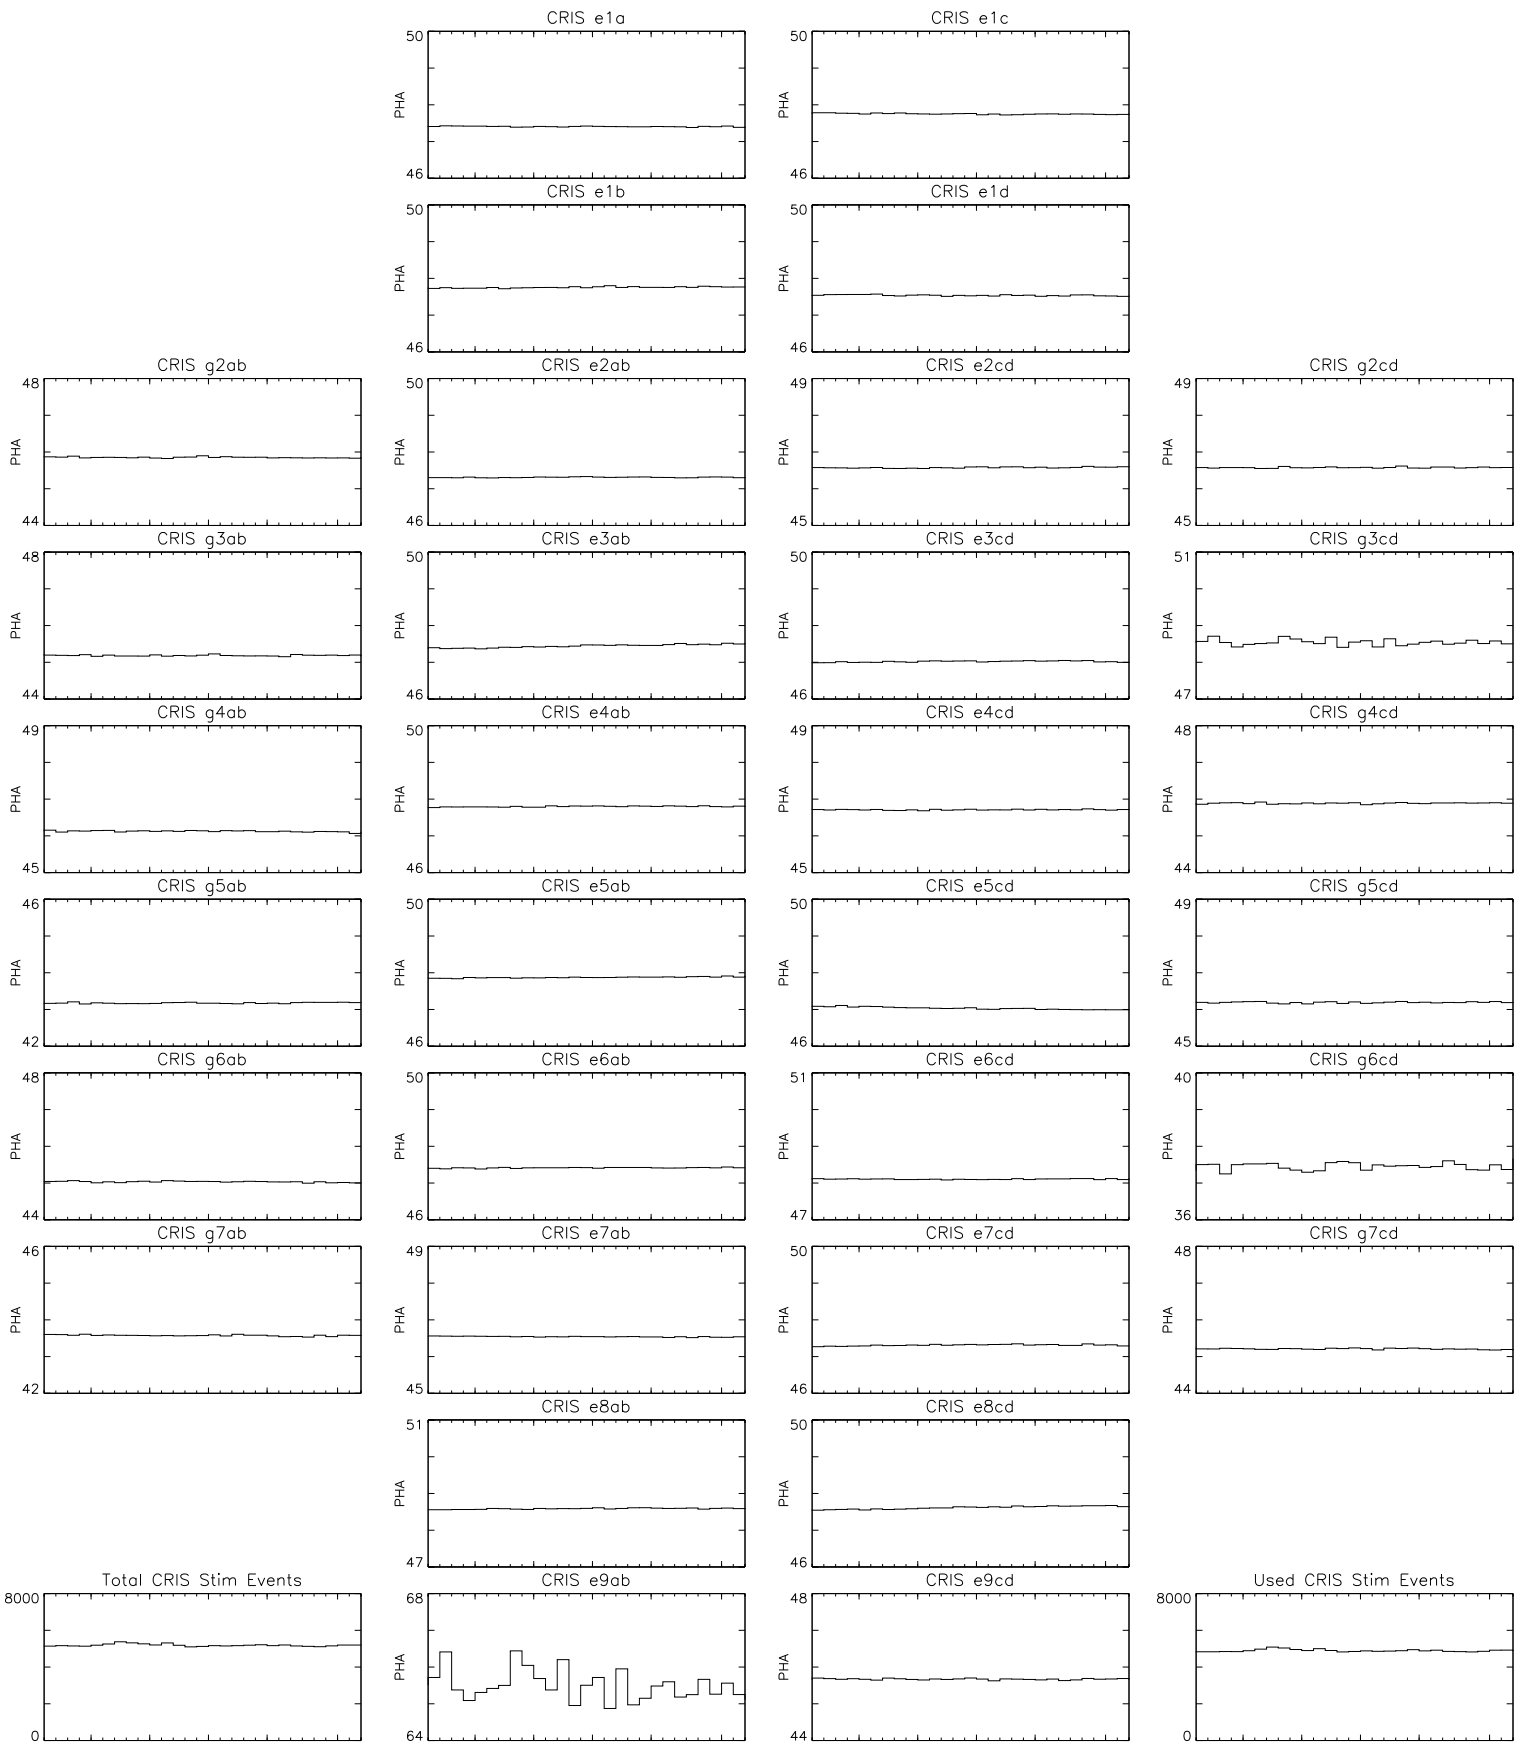 CRIS e1a
50
PHA
46
CRIS e1c
50
PHA
46
CRIS e1b
50
PHA
46
CRIS e1d
50
PHA
46
CRIS g2ab
48
PHA
44
CRIS e2ab
50
PHA
46
CRIS e2cd
49
PHA
45
CRIS g2cd
49
PHA
45
CRIS g3ab
48
PHA
44
CRIS e3ab
50
PHA
46
CRIS e3cd
50
PHA
46
CRIS g3cd
51
PHA
47
CRIS g4ab
49
PHA
45
CRIS e4ab
50
PHA
46
CRIS e4cd
49
PHA
45
CRIS g4cd
48
PHA
44
CRIS g5ab
46
PHA
42
CRIS e5ab
50
PHA
46
CRIS e5cd
50
PHA
46
CRIS g5cd
49
PHA
45
CRIS g6ab
48
PHA
44
CRIS e6ab
50
PHA
46
CRIS e6cd
51
PHA
47
CRIS g6cd
40
PHA
36
CRIS g7ab
46
PHA
42
CRIS e7ab
49
PHA
45
CRIS e7cd
50
PHA
46
CRIS g7cd
48
PHA
44
CRIS e8ab
51
PHA
47
CRIS e8cd
50
PHA
46
Total CRIS Stim Events
8000
0
CRIS e9ab
68
PHA
64
CRIS e9cd
48
PHA
44
Used CRIS Stim Events
8000
0